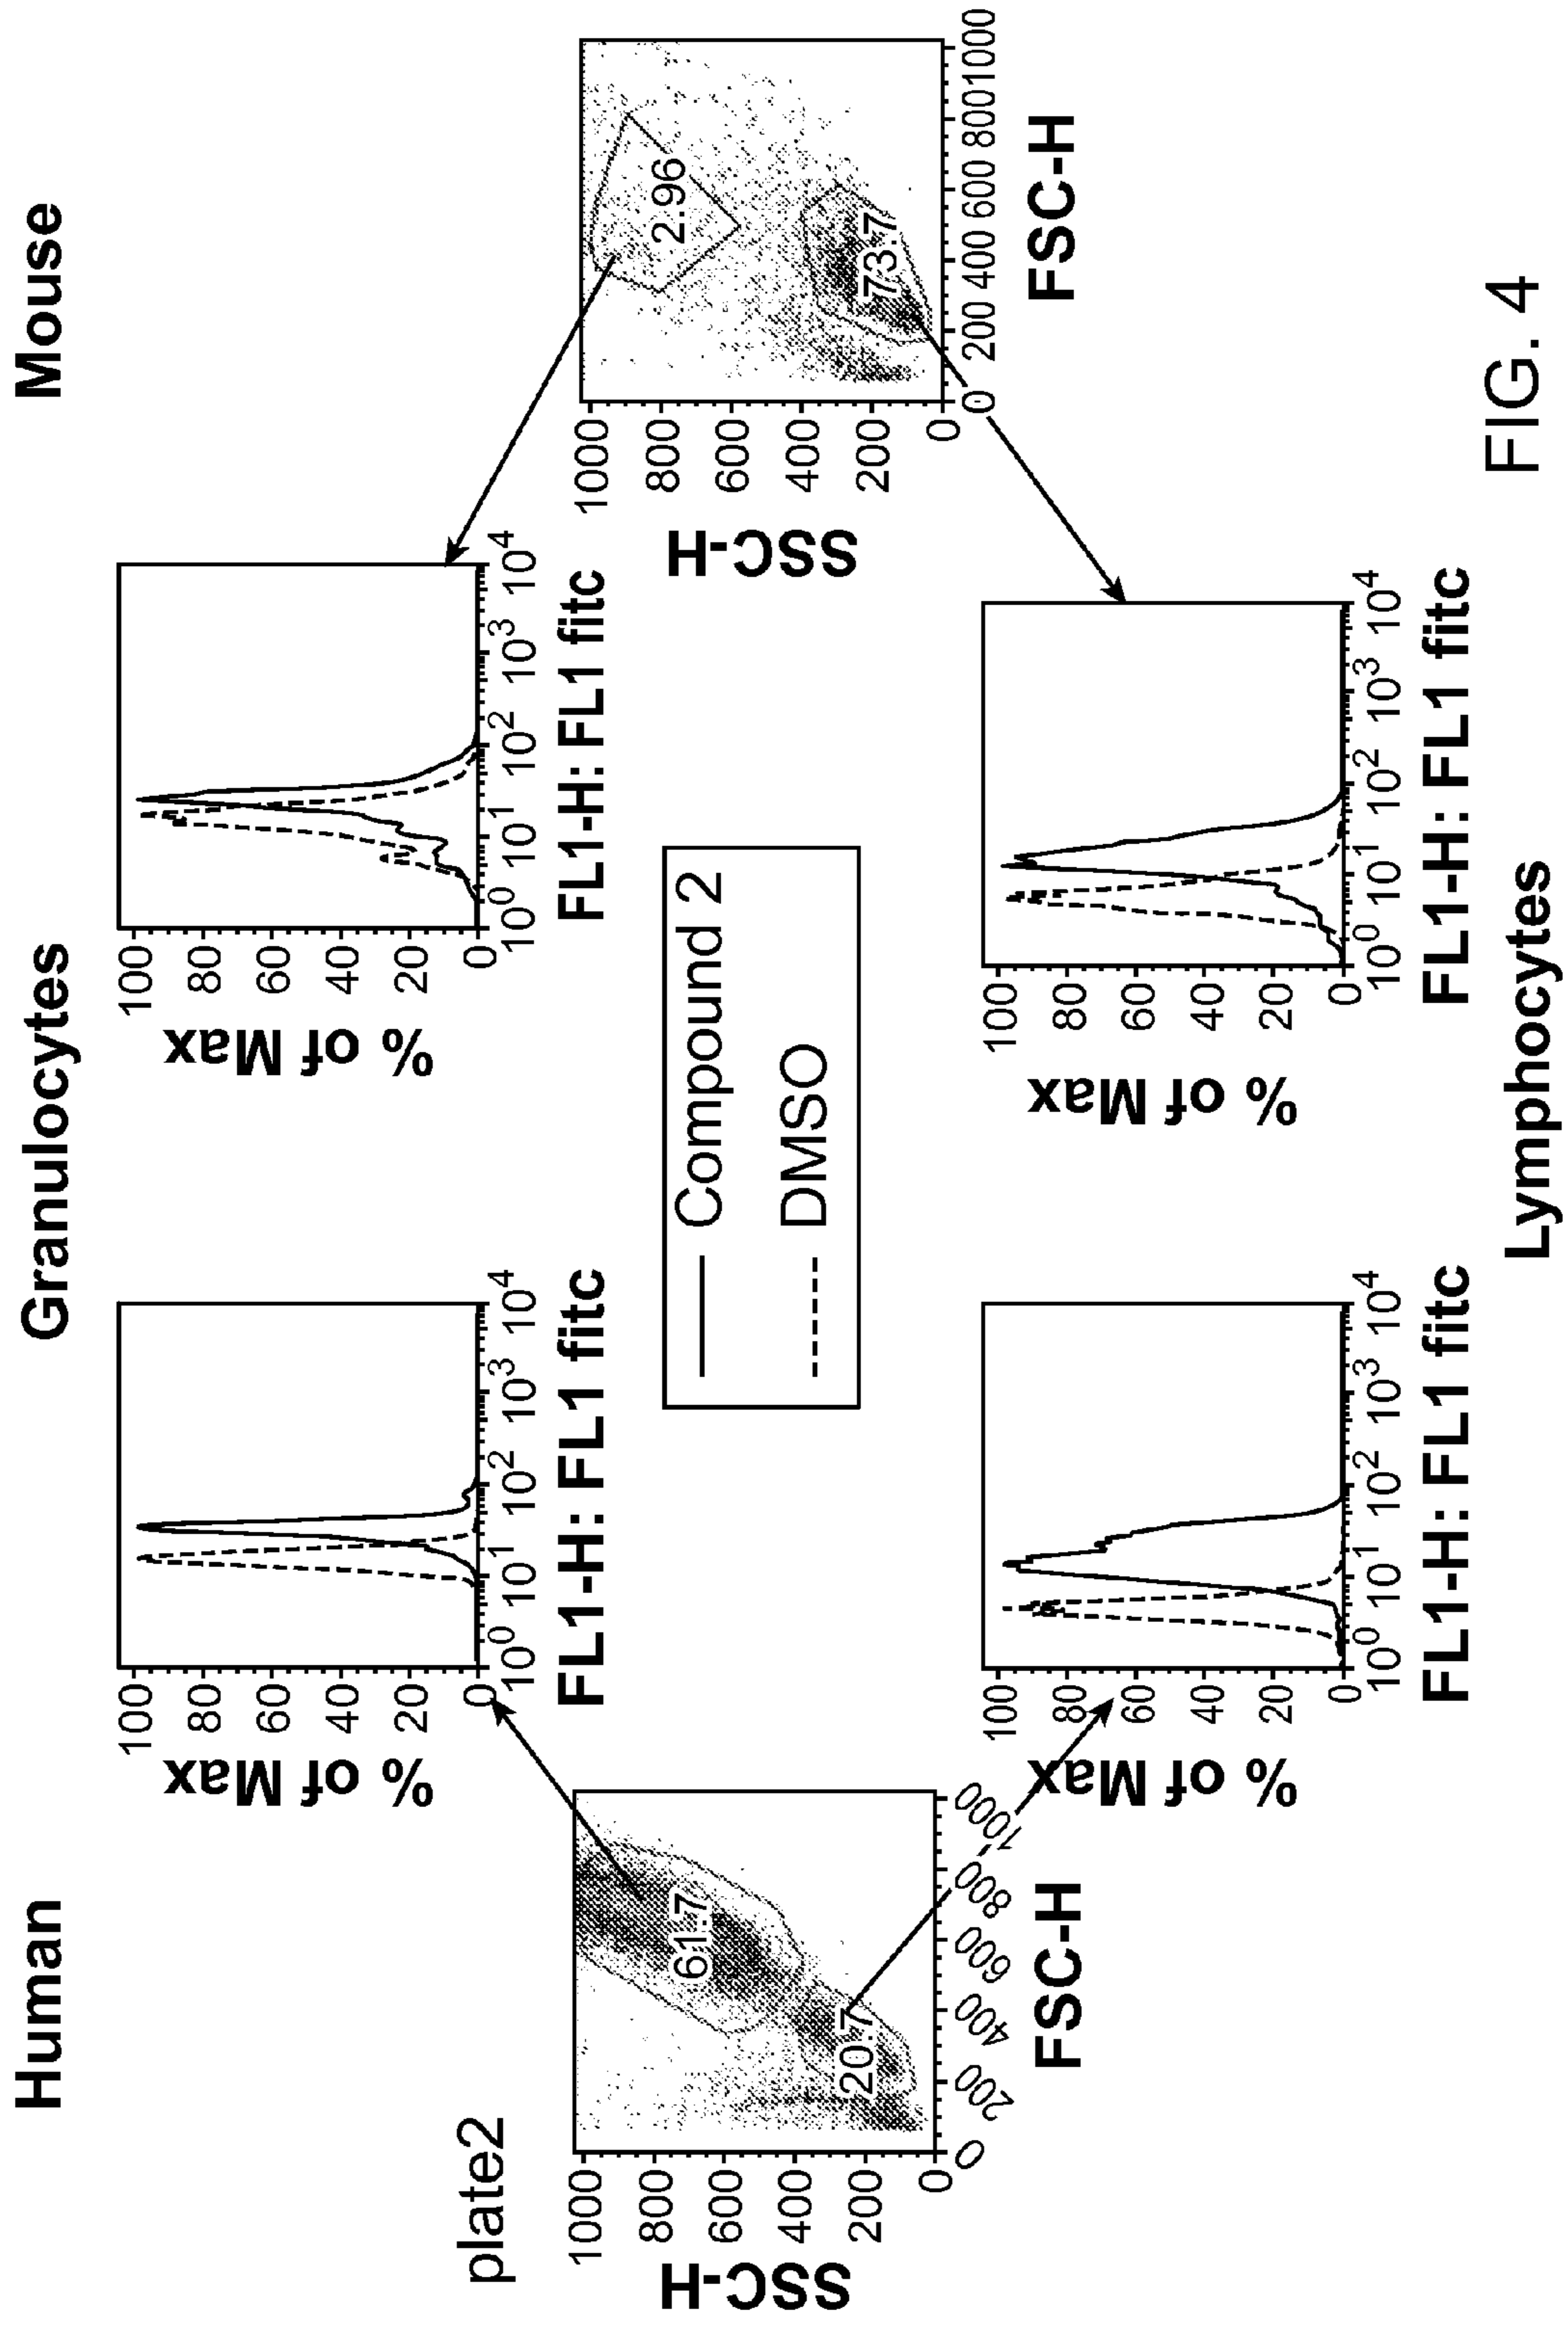 Human
Granulocytes
Mouse
plate2
% of Max
100
80
60
40
20
0
10^0 10^1 10^2 10^3 10^4
FL1-H: FL1 fitc
% of Max
100
80
60
40
20
0
10^0 10^1 10^2 10^3 10^4
FL1-H: FL1 fitc
SSC-H
1000
800
600
400
200
0
61.7
20.7
0 200 400 600 800 1000
FSC-H
Compound 2
DMSO
SSC-H
1000
800
600
400
200
0
2.96
73.7
0 200 400 600 800 1000
FSC-H
% of Max
100
80
60
40
20
0
10^0 10^1 10^2 10^3 10^4
FL1-H: FL1 fitc
% of Max
100
80
60
40
20
0
10^0 10^1 10^2 10^3 10^4
FL1-H: FL1 fitc
Lymphocytes
FIG. 4